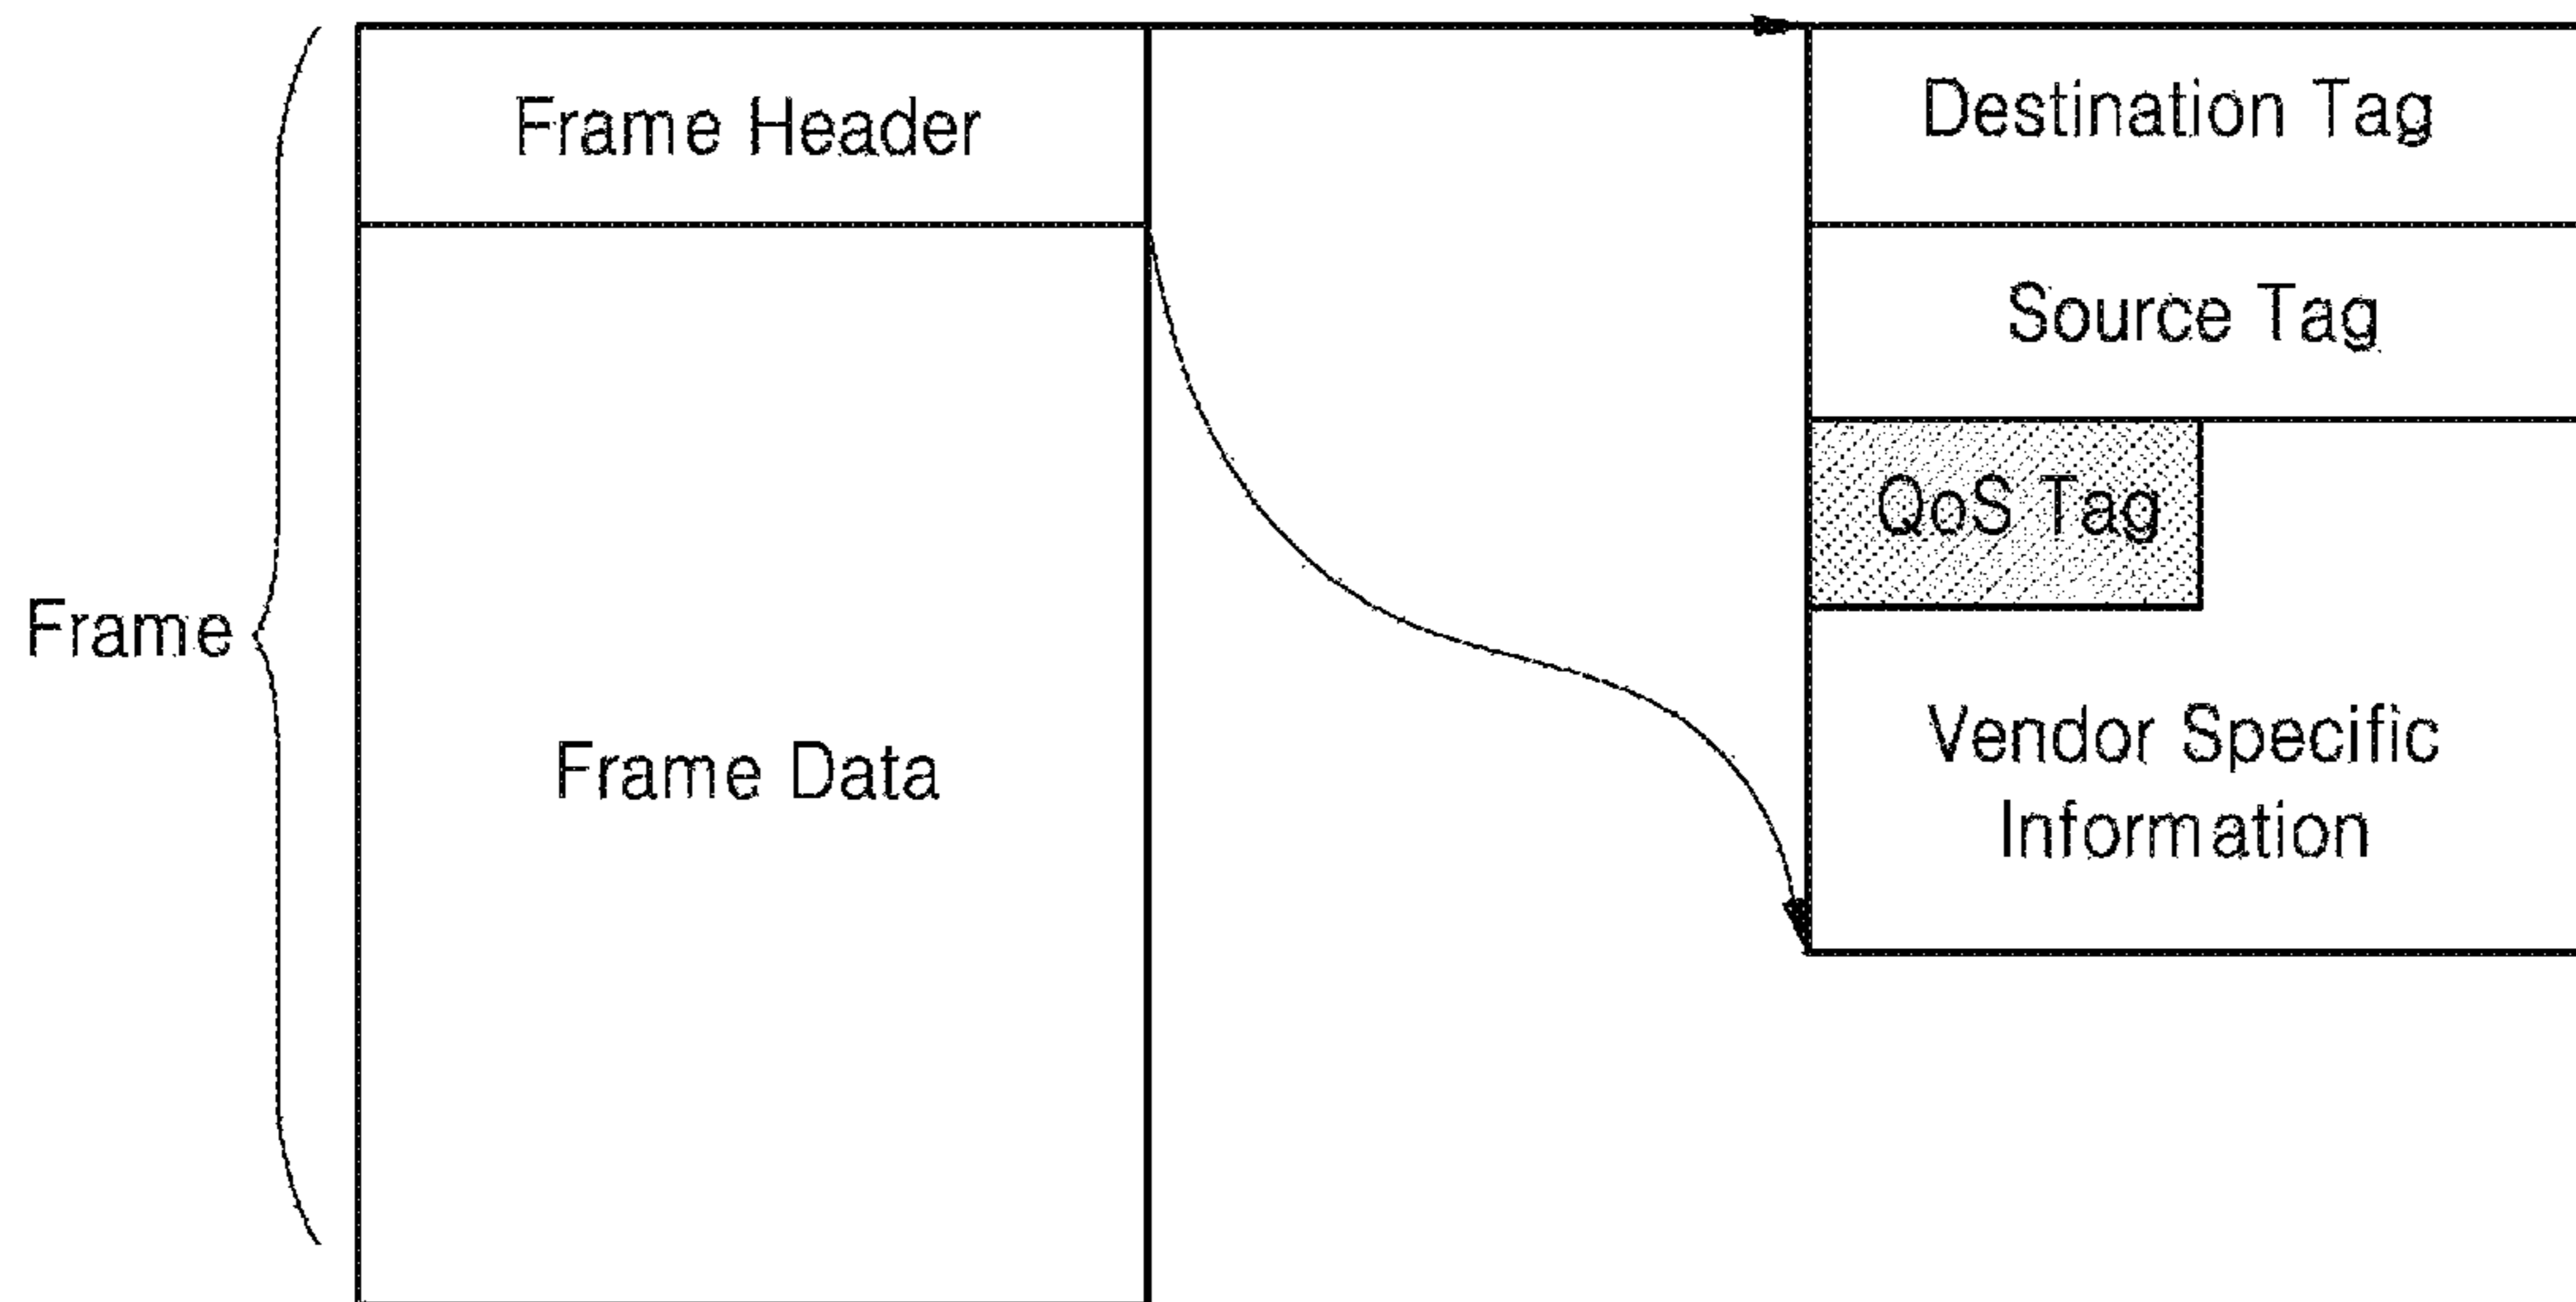 Frame
Frame Header
Frame Data
Destination Tag
Source Tag
QoS Tag
Vendor Specific
Information